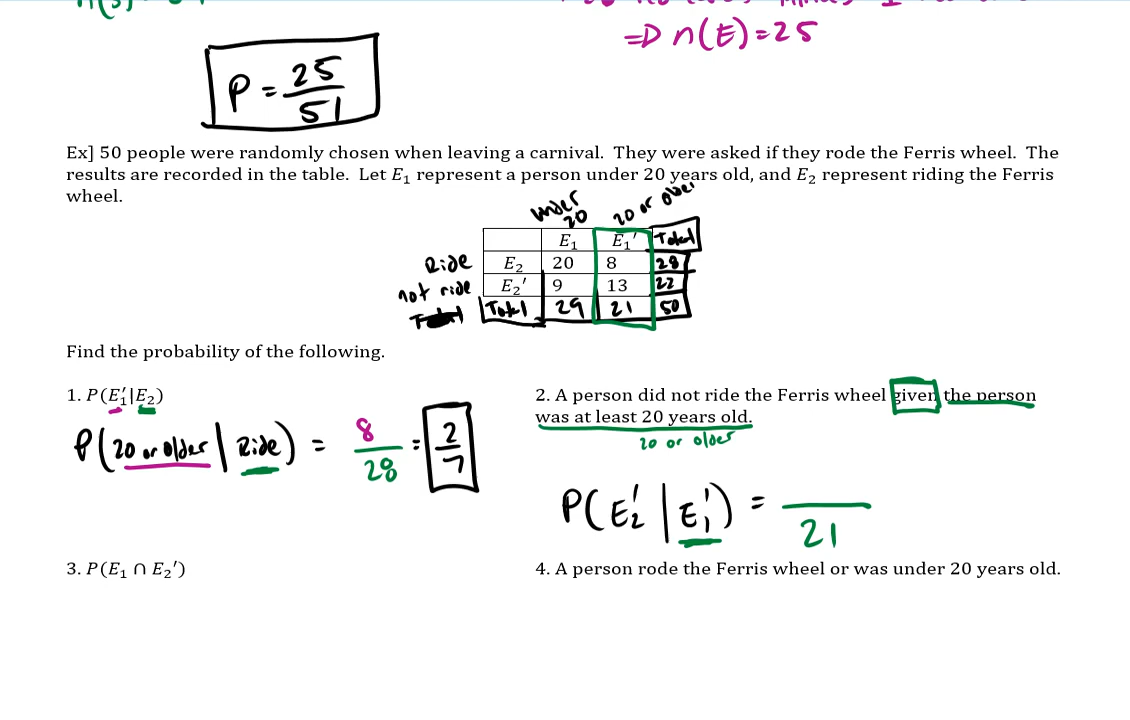 => n(E)=25
P = 25/51
Ex] 50 people were randomly chosen when leaving a carnival. They were asked if they rode the Ferris wheel. The
results are recorded in the table. Let E₁ represent a person under 20 years old, and E₂ represent riding the Ferris
wheel.
under 20 20 or older
E₁ E₁' Total
Ride E₂ 20 8 28
not ride E₂' 9 13 22
Total 29 21 50
Find the probability of the following.
1. P(E₁'|E₂)
P(20 or older | Ride) = 8/28 = 2/7
2. A person did not ride the Ferris wheel given the person
was at least 20 years old.
20 or older
P(E₂' | E₁') = /21
3. P(E₁ ∩ E₂')
4. A person rode the Ferris wheel or was under 20 years old.